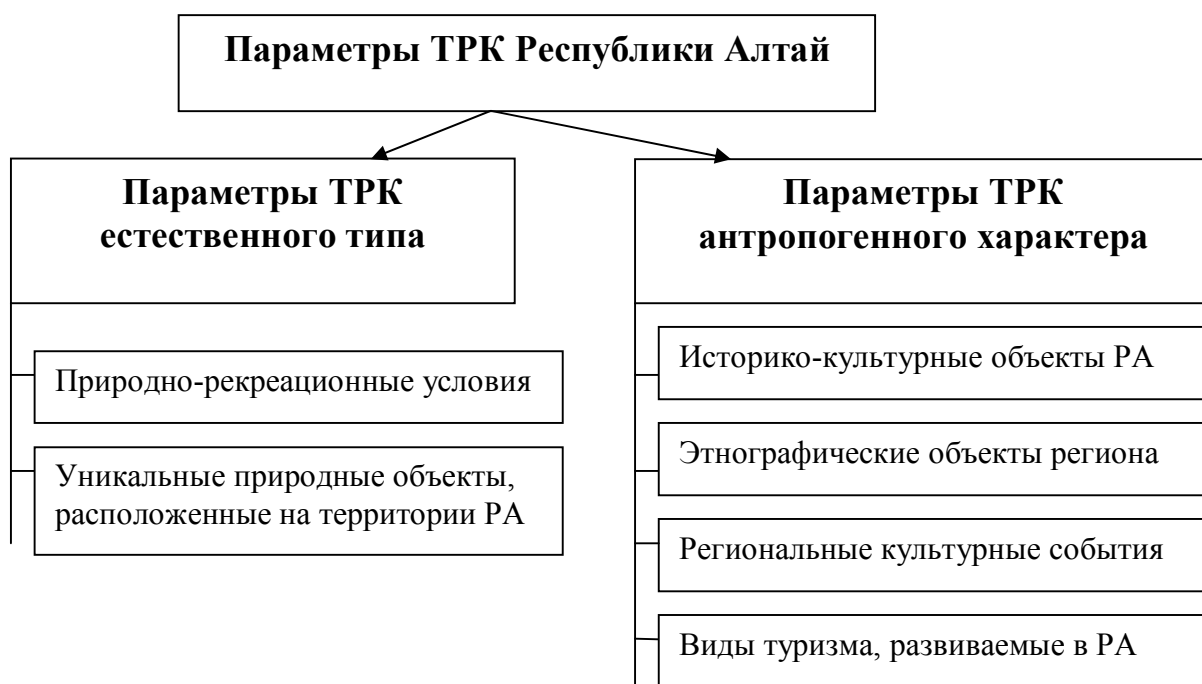 Параметры ТРК Республики Алтай
Параметры ТРК
естественного типа
Природно-рекреационные условия
Уникальные природные объекты,
расположенные на территории РА
Параметры ТРК
антропогенного характера
Историко-культурные объекты РА
Этнографические объекты региона
Региональные культурные события
Виды туризма, развиваемые в РА